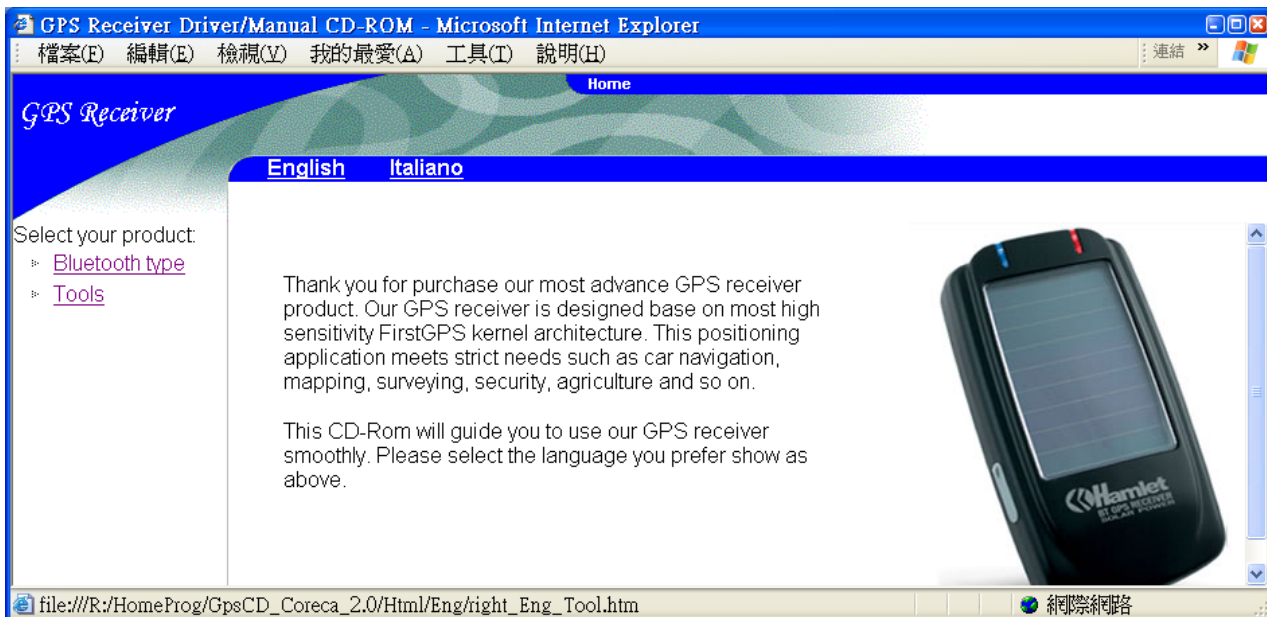 GPS Receiver Driver/Manual CD-ROM - Microsoft Internet Explorer
檔案(F) 編輯(E) 檢視(V) 我的最愛(A) 工具(T) 說明(H) 連結 »
Home
GPS Receiver
English Italiano
Select your product:
Bluetooth type
Tools
Thank you for purchase our most advance GPS receiver
product. Our GPS receiver is designed base on most high
sensitivity FirstGPS kernel architecture. This positioning
application meets strict needs such as car navigation,
mapping, surveying, security, agriculture and so on.
This CD-Rom will guide you to use our GPS receiver
smoothly. Please select the language you prefer show as
above.
Hamlet
BT GPS RECEIVER
SOLAR POWER
file:///R:/HomeProg/GpsCD_Coreca_2.0/Html/Eng/right_Eng_Tool.htm 網際網路